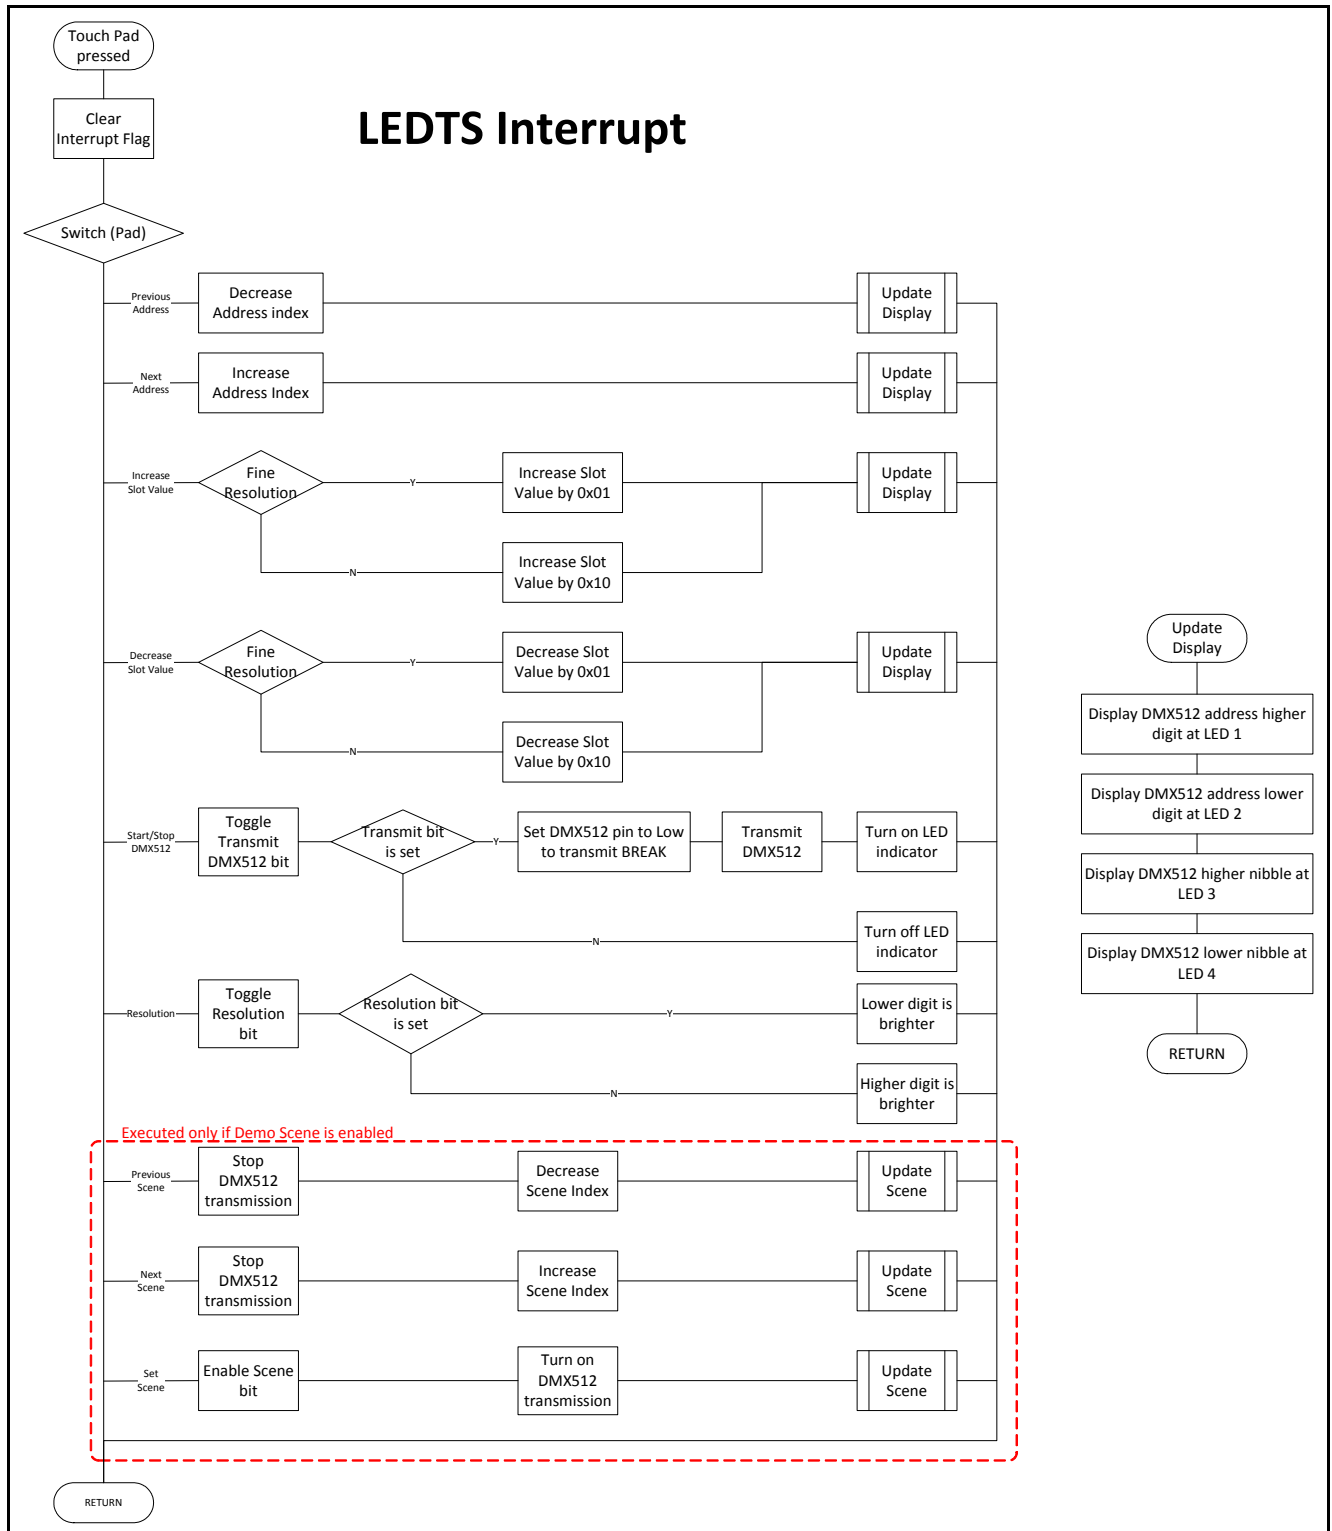 Touch Pad
pressed
Clear
Interrupt Flag
LEDTS Interrupt
Switch (Pad)
Previous
Address
Decrease
Address index
Update
Display
Next
Address
Increase
Address Index
Update
Display
Increase
Slot Value
Fine
Resolution
Y
Increase Slot
Value by 0x01
Update
Display
N
Increase Slot
Value by 0x10
Decrease
Slot Value
Fine
Resolution
Y
Decrease Slot
Value by 0x01
Update
Display
N
Decrease Slot
Value by 0x10
Start/Stop
DMX512
Toggle
Transmit
DMX512 bit
Transmit bit
is set
Y
Set DMX512 pin to Low
to transmit BREAK
Transmit
DMX512
Turn on LED
indicator
N
Turn off LED
indicator
Resolution
Toggle
Resolution
bit
Resolution bit
is set
Y
Lower digit is
brighter
N
Higher digit is
brighter
Executed only if Demo Scene is enabled
Previous
Scene
Stop
DMX512
transmission
Decrease
Scene Index
Update
Scene
Next
Scene
Stop
DMX512
transmission
Increase
Scene Index
Update
Scene
Set
Scene
Enable Scene
bit
Turn on
DMX512
transmission
Update
Scene
RETURN
Update
Display
Display DMX512 address higher
digit at LED 1
Display DMX512 address lower
digit at LED 2
Display DMX512 higher nibble at
LED 3
Display DMX512 lower nibble at
LED 4
RETURN